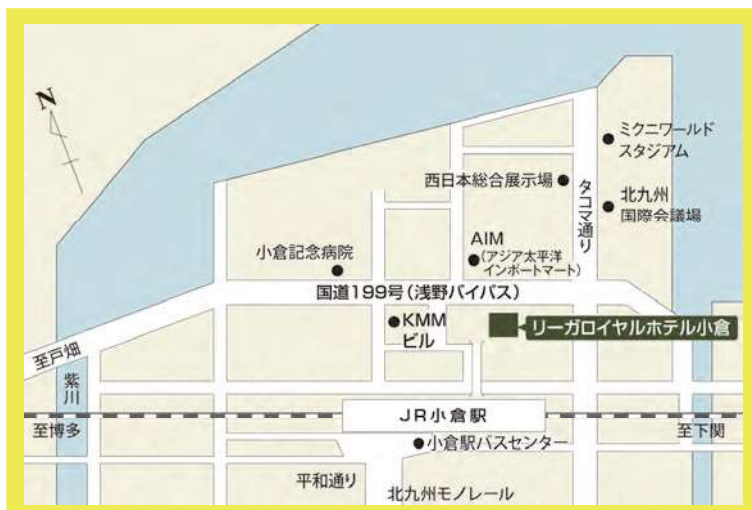 N
ミクニワールド
スタジアム
西日本総合展示場
タコマ通り
北九州
国際会議場
AIM
(アジア太平洋
インポートマート)
小倉記念病院
国道199号(浅野バイパス)
KMM
ビル
リーガロイヤルホテル小倉
至戸畑
紫川
JR小倉駅
至博多
小倉駅バスセンター
至下関
平和通り
北九州モノレール